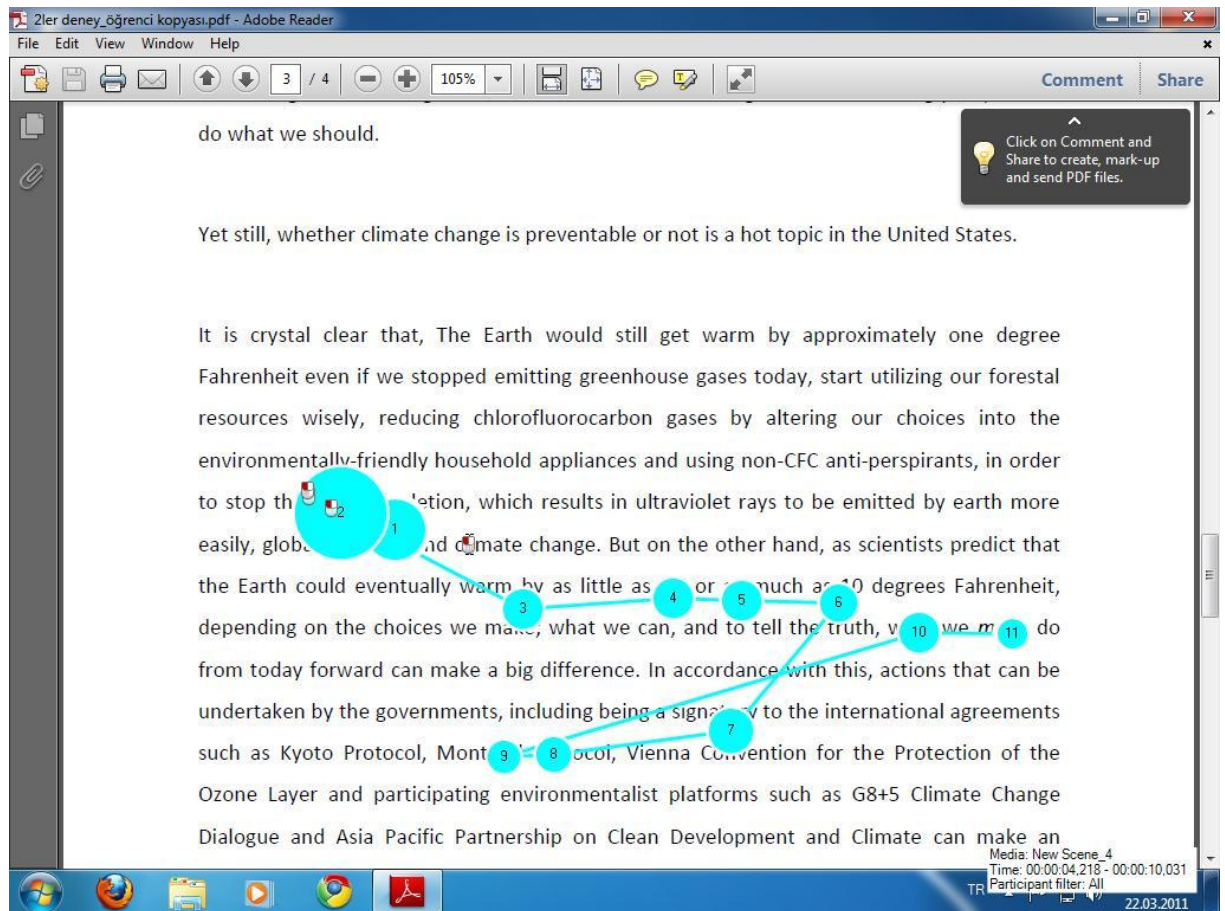 2ler deney_öğrenci kopyası.pdf - Adobe Reader
File Edit View Window Help
3 / 4 105% Comment Share
Click on Comment and
Share to create, mark-up
and send PDF files.
do what we should.
Yet still, whether climate change is preventable or not is a hot topic in the United States.
It is crystal clear that, The Earth would still get warm by approximately one degree
Fahrenheit even if we stopped emitting greenhouse gases today, start utilizing our forestal
resources wisely, reducing chlorofluorocarbon gases by altering our choices into the
environmentally-friendly household appliances and using non-CFC anti-perspirants, in order
to stop 2 1 which results in ultraviolet rays to be emitted by earth more
easily, climate change. But on the other hand, as scientists predict that
the Earth could eventually warm by as little as 4 or 5 much as 6 10 degrees Fahrenheit,
depending on the choices we make, 3 what we can, and to tell the truth, 10 we 11 do
from today forward can make a big difference. In accordance with this, actions that can be
undertaken by the governments, including being a signatory to the international agreements
such as Kyoto Protocol, 9 8 7 Vienna Convention for the Protection of the
Ozone Layer and participating environmentalist platforms such as G8+5 Climate Change
Dialogue and Asia Pacific Partnership on Clean Development and Climate can make an
Media: New Scene_4
Time: 00:00:04,218 - 00:00:10,031
Participant filter: All
TR
22.03.2011